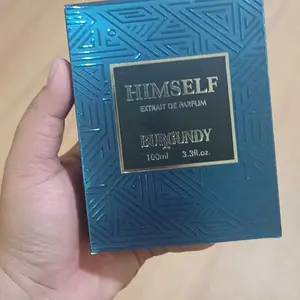 HIMSELF
EXTRAIT DE PARFUM
BURGUNDY
100ml 3.3fl.oz.